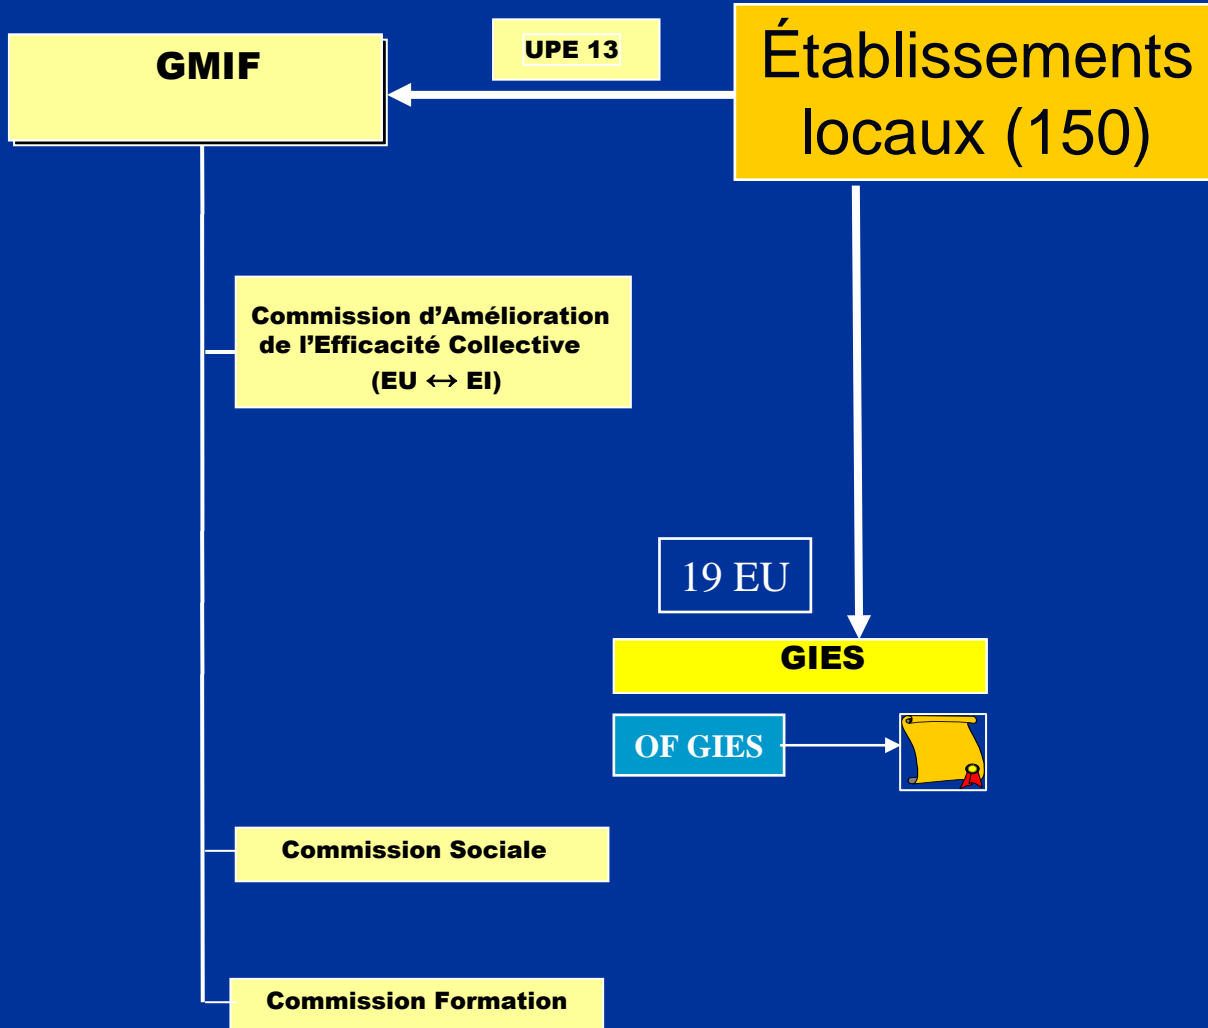 GMIF
UPE 13
Établissements
locaux (150)
Commission d’Amélioration
de l’Efficacité Collective
(EU ↔ EI)
19 EU
GIES
OF GIES
Commission Sociale
Commission Formation